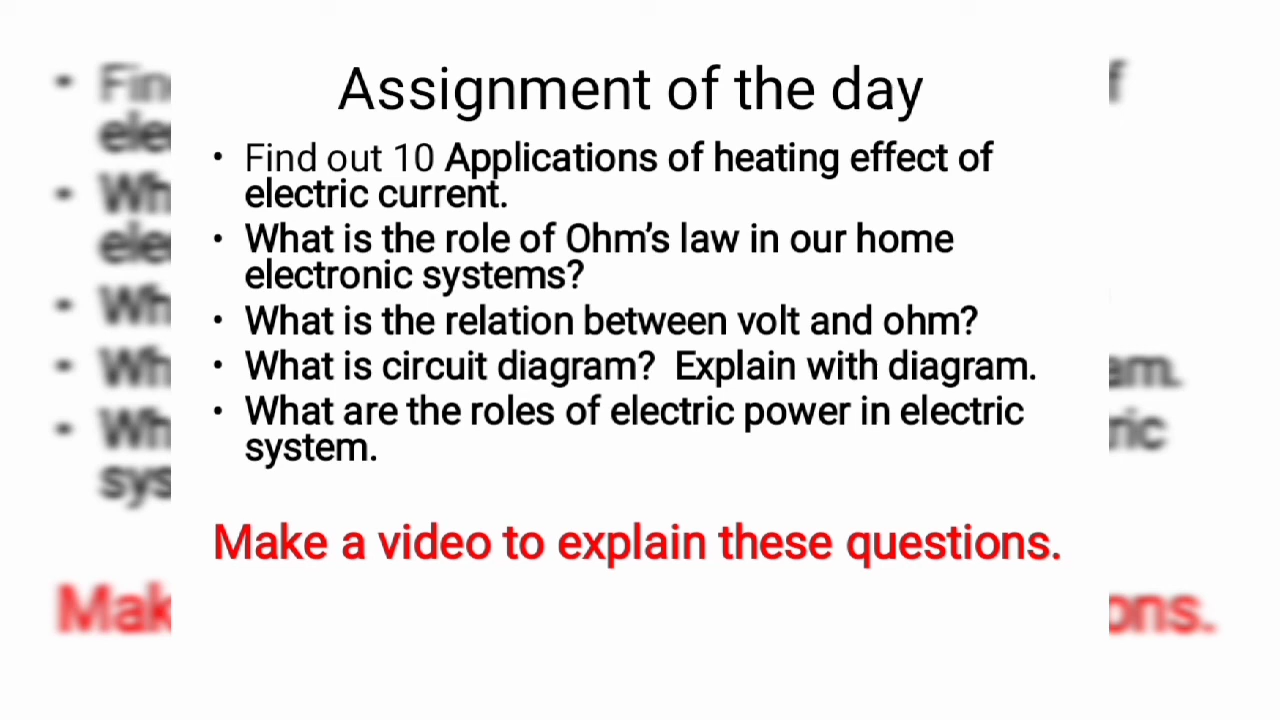 Assignment of the day
• Find out 10 Applications of heating effect of
electric current.
• What is the role of Ohm's law in our home
electronic systems?
• What is the relation between volt and ohm?
• What is circuit diagram?  Explain with diagram.
• What are the roles of electric power in electric
system.
Make a video to explain these questions.